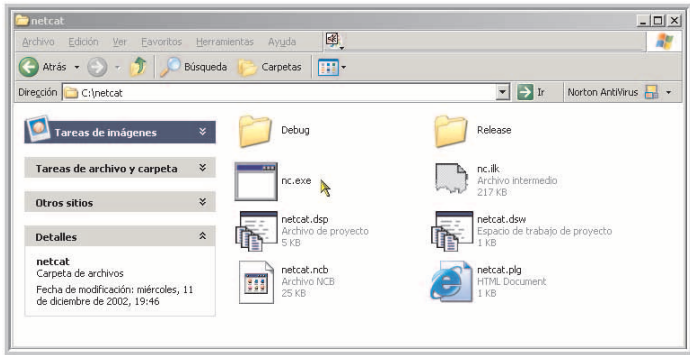 netcat
Archivo Edición Ver Favoritos Herramientas Ayuda
Atrás Búsqueda Carpetas
Dirección C:\netcat Ir Norton AntiVirus
Tareas de imágenes
Tareas de archivo y carpeta
Otros sitios
Detalles
netcat
Carpeta de archivos
Fecha de modificación: miércoles, 11
de diciembre de 2002, 19:46
Debug
Release
nc.exe
nc.ilk
Archivo intermedio
217 KB
netcat.dsp
Archivo de proyecto
5 KB
netcat.dsw
Espacio de trabajo de proyecto
1 KB
netcat.ncb
Archivo NCB
25 KB
netcat.plg
HTML Document
1 KB